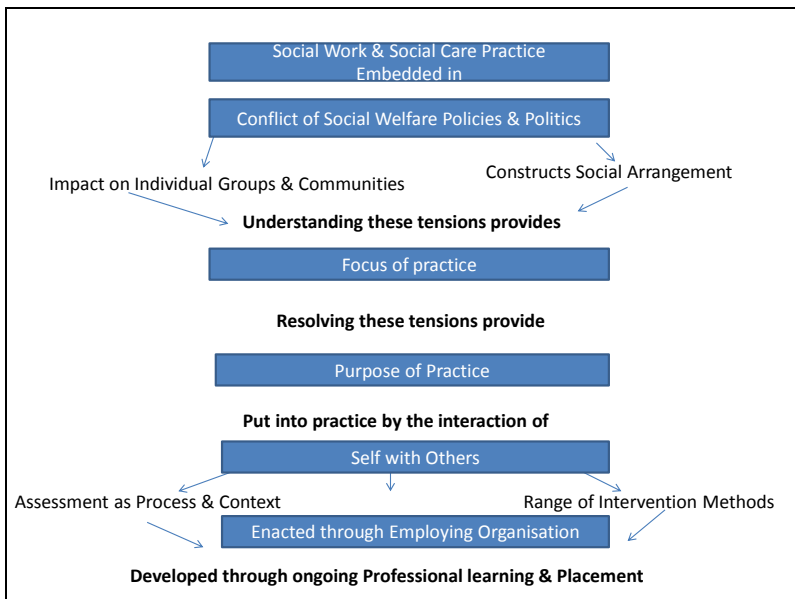 Social Work & Social Care Practice
Embedded in
Conflict of Social Welfare Policies & Politics
Impact on Individual Groups & Communities
Constructs Social Arrangement
Understanding these tensions provides
Focus of practice
Resolving these tensions provide
Purpose of Practice
Put into practice by the interaction of
Self with Others
Assessment as Process & Context
Range of Intervention Methods
Enacted through Employing Organisation
Developed through ongoing Professional learning & Placement